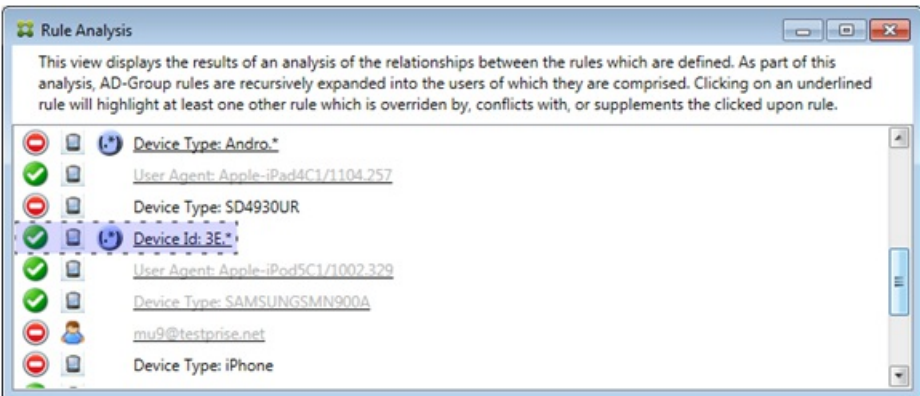 Rule Analysis
This view displays the results of an analysis of the relationships between the rules which are defined. As part of this
analysis, AD-Group rules are recursively expanded into the users of which they are comprised. Clicking on an underlined
rule will highlight at least one other rule which is overriden by, conflicts with, or supplements the clicked upon rule.
(.*) Device Type: Andro.*
User Agent: Apple-iPad4C1/1104.257
Device Type: SD4930UR
(.*) Device Id: 3E.*
User Agent: Apple-iPod5C1/1002.329
Device Type: SAMSUNGSMN900A
mu9@testprise.net
Device Type: iPhone